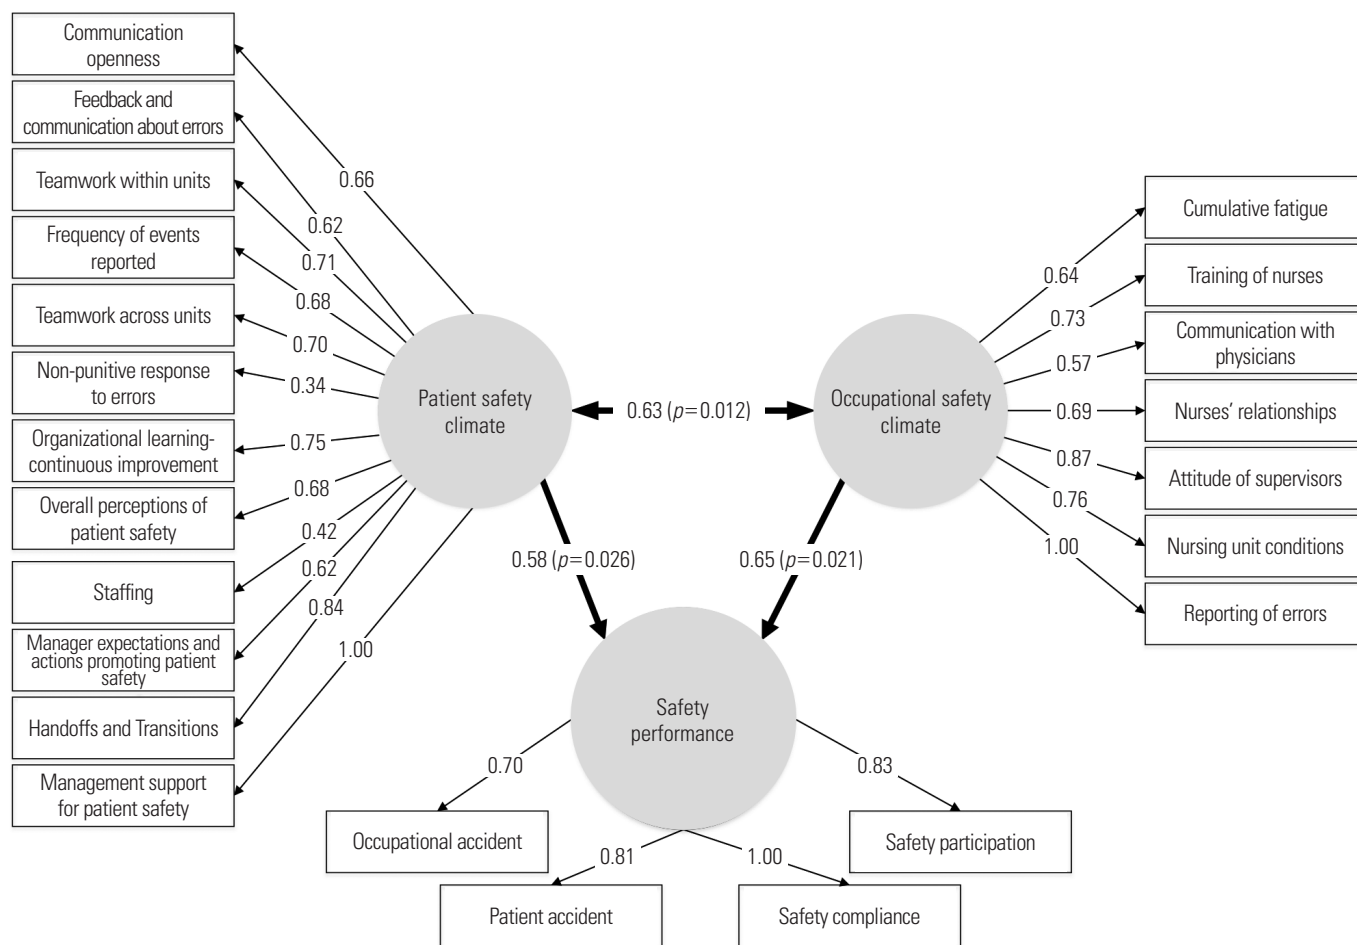 Communication
openness
Feedback and
communication about errors
Teamwork within units
Frequency of events
reported
Teamwork across units
Non-punitive response
to errors
Organizational learning-
continuous improvement
Overall perceptions of
patient safety
Staffing
Manager expectations and
actions promoting patient
safety
Handoffs and Transitions
Management support
for patient safety
0.66
0.62
0.71
0.68
0.70
0.34
0.75
0.68
0.42
0.62
0.84
1.00
Patient safety
climate
0.63 (p=0.012)
Occupational safety
climate
0.58 (p=0.026)
0.65 (p=0.021)
0.64
0.73
0.57
0.69
0.87
0.76
1.00
Cumulative fatigue
Training of nurses
Communication with
physicians
Nurses’ relationships
Attitude of supervisors
Nursing unit conditions
Reporting of errors
Safety
performance
0.70
0.81
1.00
0.83
Occupational accident
Patient accident
Safety compliance
Safety participation